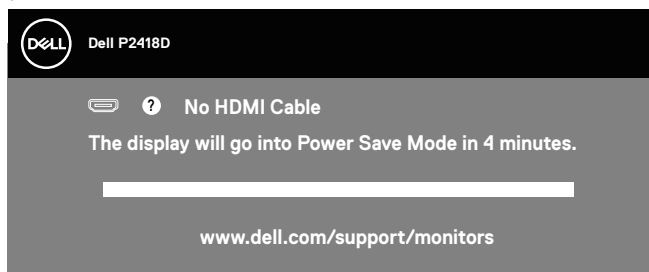 DELL
Dell P2418D
? No HDMI Cable
The display will go into Power Save Mode in 4 minutes.
www.dell.com/support/monitors